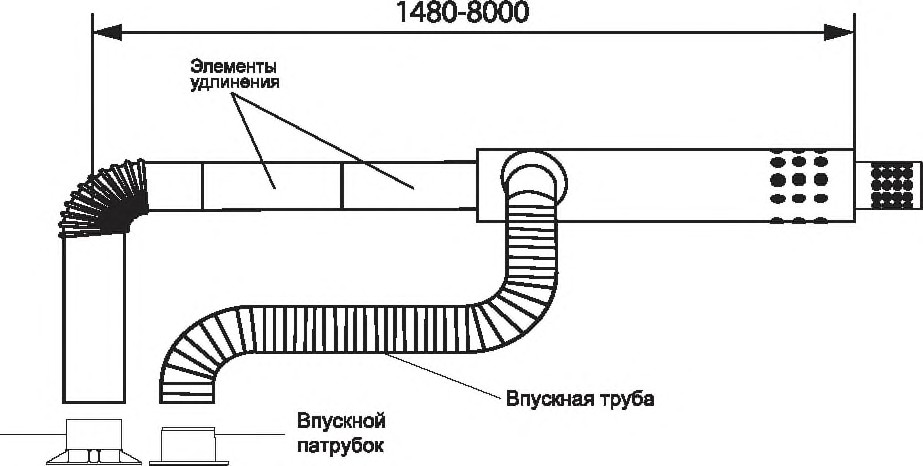 1480-8000
Элементы
удлинения
Впускная труба
Впускной
патрубок